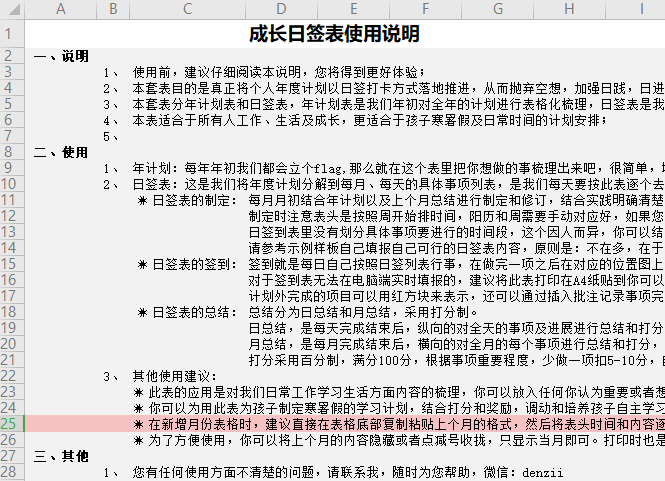 A B C D E F G H I
1 成长日签表使用说明
2 一、说明
3 1、 使用前，建议仔细阅读本说明，您将得到更好体验；
4 2、 本套表目的是真正将个人年度计划以日签打卡方式落地推进，从而抛弃空想，加强日践，日进
5 3、 本套表分年计划表和日签表，年计划表是我们年初对全年的计划进行表格化梳理，日签表是我
6 4、 本表适合于所有人工作、生活及成长，更适合于孩子寒暑假及日常时间的计划安排；
7 5、
8 二、使用
9 1、 年计划：每年年初我们都会立个flag,那么就在这个表里把你想做的事梳理出来吧，很简单，
10 2、 日签表：这是我们将年度计划分解到每月、每天的具体事项列表，是我们每天要按此表逐个去
11 ＊ 日签表的制定： 每月月初结合年计划以及上个月总结进行制定和修订，结合实践明确清楚
12 制定时注意表头是按照周开始排时间，阳历和周需要手动对应好，如果您
13 日签到表里没有划分具体事项要进行的时间段，这个因人而异，你可以结
14 请参考示例样板自己填报自己可行的日签表内容，原则是：不在多，在于
15 ＊ 日签表的签到： 签到就是每日自己按照日签列表行事，在做完一项之后在对应的位置图上
16 对于签到表无法在电脑端实时填报的，建议将此表打印在A4纸贴到你可以
17 计划外完成的项目可以用红方块来表示，还可以通过插入批注记录事项完
18 ＊ 日签表的总结： 总结分为日总结和月总结，采用打分制。
19 日总结，是每天完成结束后，纵向的对全天的事项及进展进行总结和打分
20 月总结，是每月完成结束后，横向的对全月的每个事项进行总结和打分，
21 打分采用百分制，满分100分，根据事项重要程度，少做一项扣5-10分，
22 3、 其他使用建议：
23 ＊ 此表的应用是对我们日常工作学习生活方面内容的梳理，你可以放入任何你认为重要或者想
24 ＊ 你可以为用此表为孩子制定寒暑假的学习计划，结合打分和奖励，调动和培养孩子自主学习
25 ＊ 在新增月份表格时，建议直接在表格底部复制粘贴上个月的格式，然后将表头时间和内容逐
26 ＊ 为了方便使用，你可以将上个月的内容隐藏或者点减号收拢，只显示当月即可。打印时也是
27 三、其他
28 1、 您有任何使用方面不清楚的问题，请联系我，随时为您帮助，微信：denzii